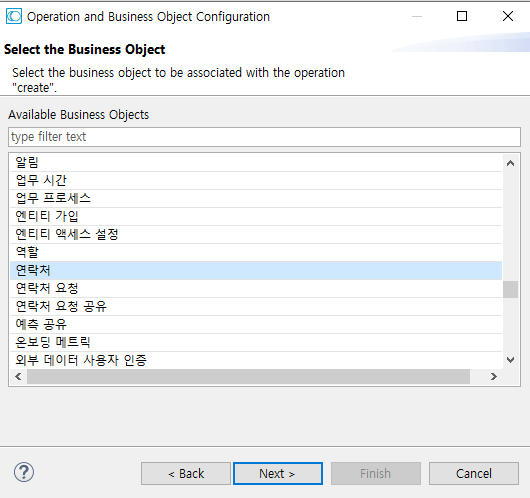 Operation and Business Object Configuration
Select the Business Object
Select the business object to be associated with the operation
"create".
Available Business Objects
type filter text
알림
업무 시간
업무 프로세스
엔티티 가입
엔티티 액세스 설정
역할
연락처
연락처 요청
연락처 요청 공유
예측 공유
온보딩 메트릭
외부 데이터 사용자 인증
?
< Back
Next >
Finish
Cancel